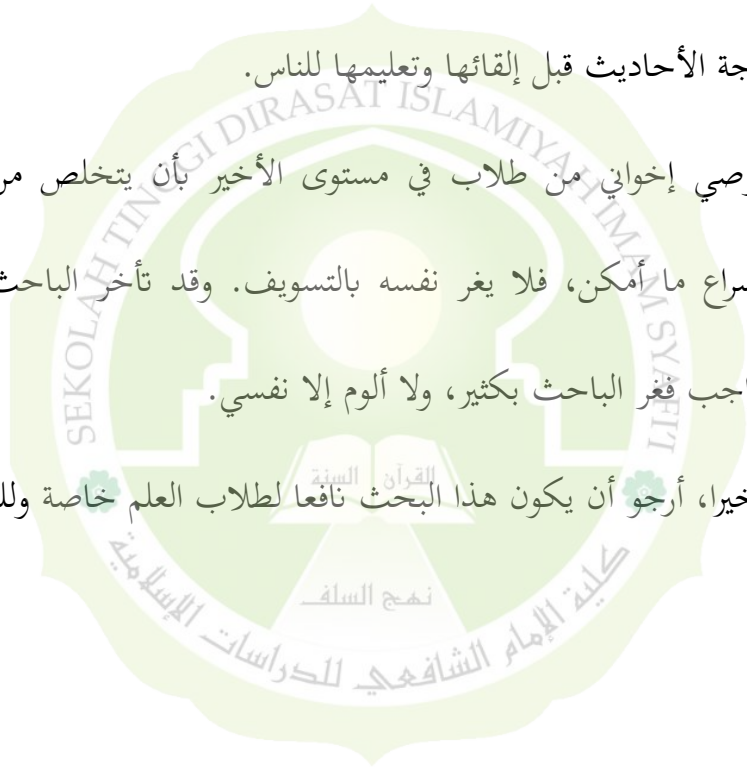 جة الأحاديث قبل إلقائها وتعليمها للناس.
وصي إخواني من طلاب في مستوى الأخير بأن يتخلص من
سراع ما أمكن، فلا يغر نفسه بالتسويف. وقد تأخر الباحث
اجب فغر الباحث بكثير، ولا ألوم إلا نفسي.
خيرا، أرجو أن يكون هذا البحث نافعا لطلاب العلم خاصة ولل
SEKOLAH TINGGI DIRASAT ISLAMIYAH IMAM SYAFI'I
القرآن السنة
نهج السلف
كلية الإمام الشافعي للدراسات الإسلامية